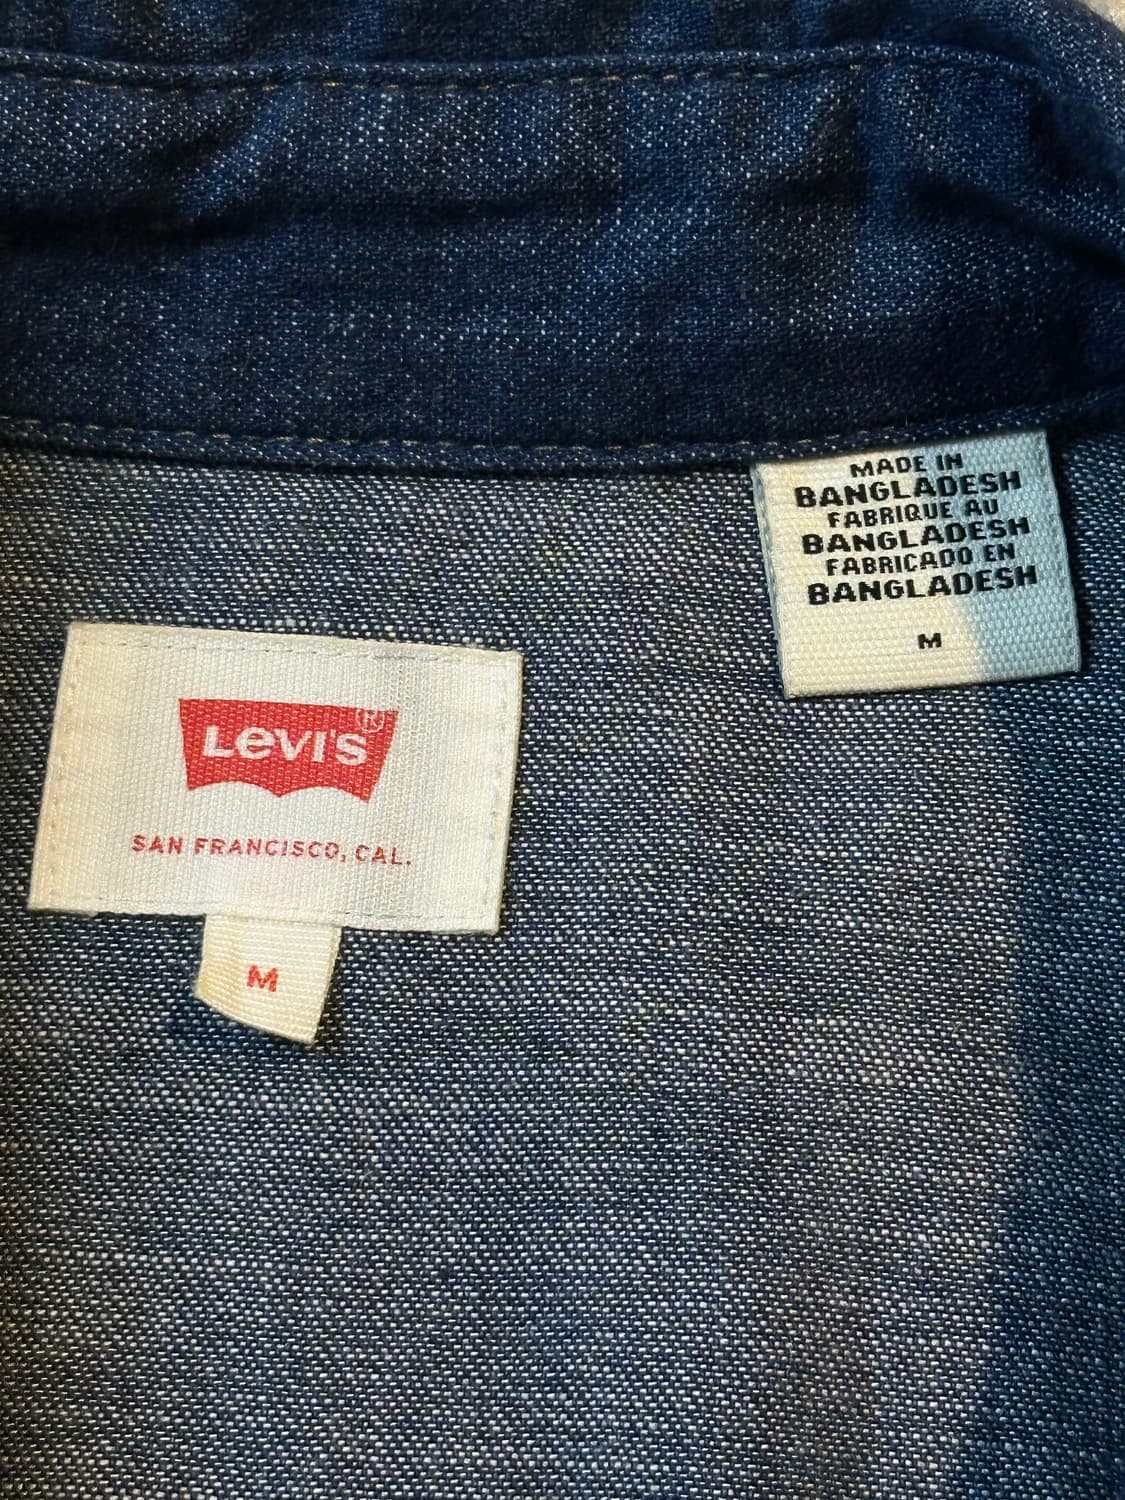 MADE IN
BANGLADESH
FABRIQUE AU
BANGLADESH
FABRICADO EN
BANGLADESH
M
LEVI'S®
SAN FRANCISCO, CAL.
M